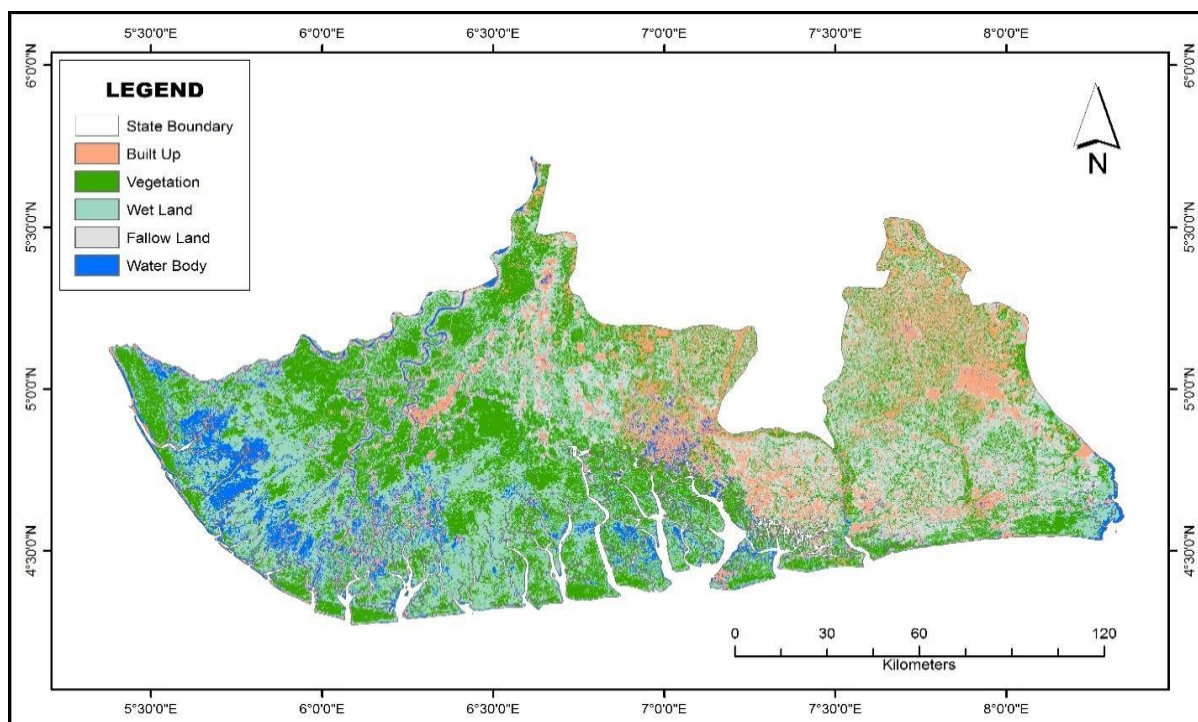 5°30'0"E 6°0'0"E 6°30'0"E 7°0'0"E 7°30'0"E 8°0'0"E
6°0'0"N
5°30'0"N
5°0'0"N
4°30'0"N
LEGEND
State Boundary
Built Up
Vegetation
Wet Land
Fallow Land
Water Body
N
6°0'0"N
5°30'0"N
5°0'0"N
4°30'0"N
0 30 60 120
Kilometers
5°30'0"E 6°0'0"E 6°30'0"E 7°0'0"E 7°30'0"E 8°0'0"E